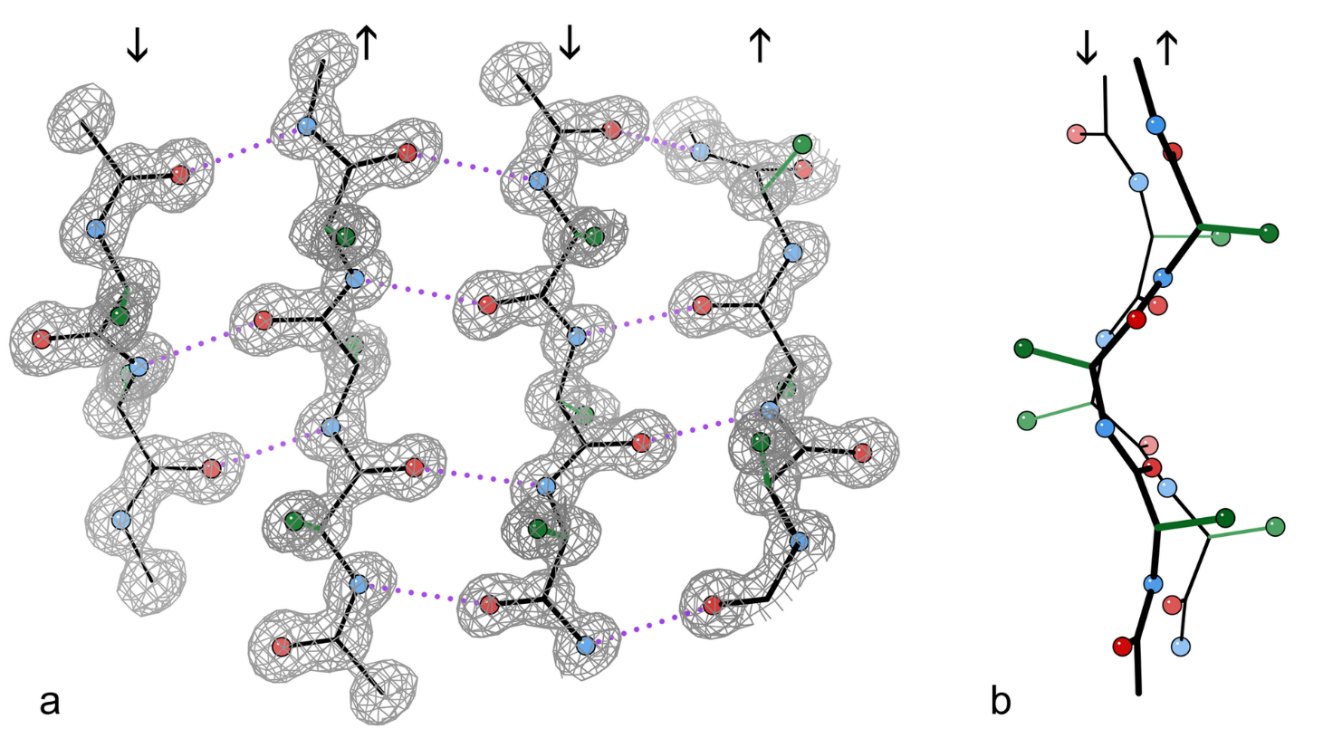 ↓ ↑ ↓ ↑ ↓ ↑
a b